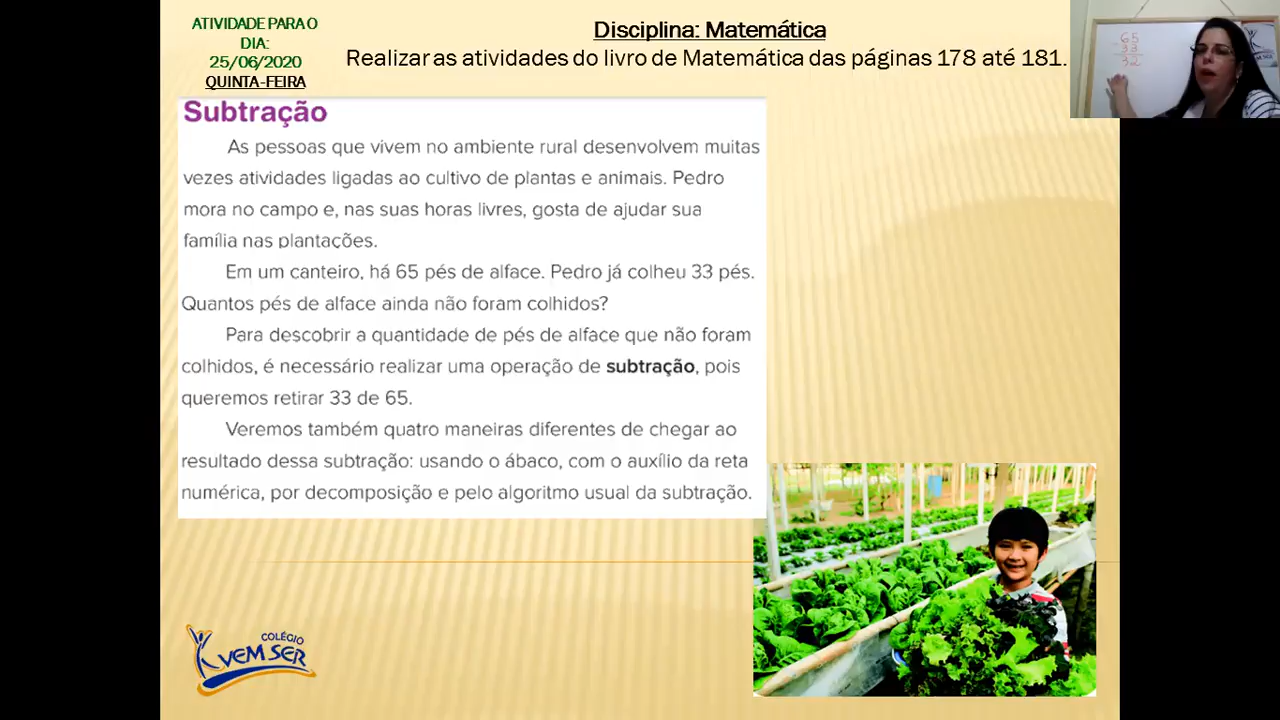 ATIVIDADE PARA O
DIA:
25/06/2020
QUINTA-FEIRA
Disciplina: Matemática
Realizar as atividades do livro de Matemática das páginas 178 até 181.
65
- 33
32
Subtração
As pessoas que vivem no ambiente rural desenvolvem muitas
vezes atividades ligadas ao cultivo de plantas e animais. Pedro
mora no campo e, nas suas horas livres, gosta de ajudar sua
família nas plantações.
Em um canteiro, há 65 pés de alface. Pedro já colheu 33 pés.
Quantos pés de alface ainda não foram colhidos?
Para descobrir a quantidade de pés de alface que não foram
colhidos, é necessário realizar uma operação de subtração, pois
queremos retirar 33 de 65.
Veremos também quatro maneiras diferentes de chegar ao
resultado dessa subtração: usando o ábaco, com o auxílio da reta
numérica, por decomposição e pelo algoritmo usual da subtração.
COLÉGIO
VEM SER